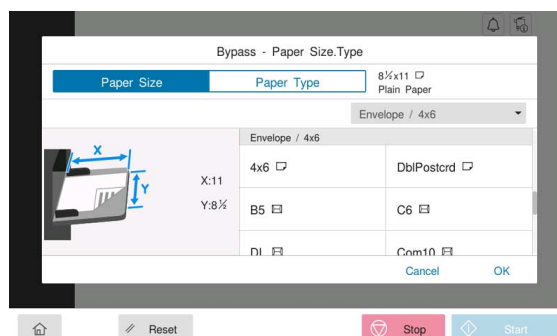 Bypass - Paper Size.Type
Paper Size
Paper Type
8½x11
Plain Paper
Envelope / 4x6
Envelope / 4x6
X
Y
X:11
Y:8½
4x6
DblPostcrd
B5
C6
DL
Com10
Cancel
OK
Reset
Stop
Start